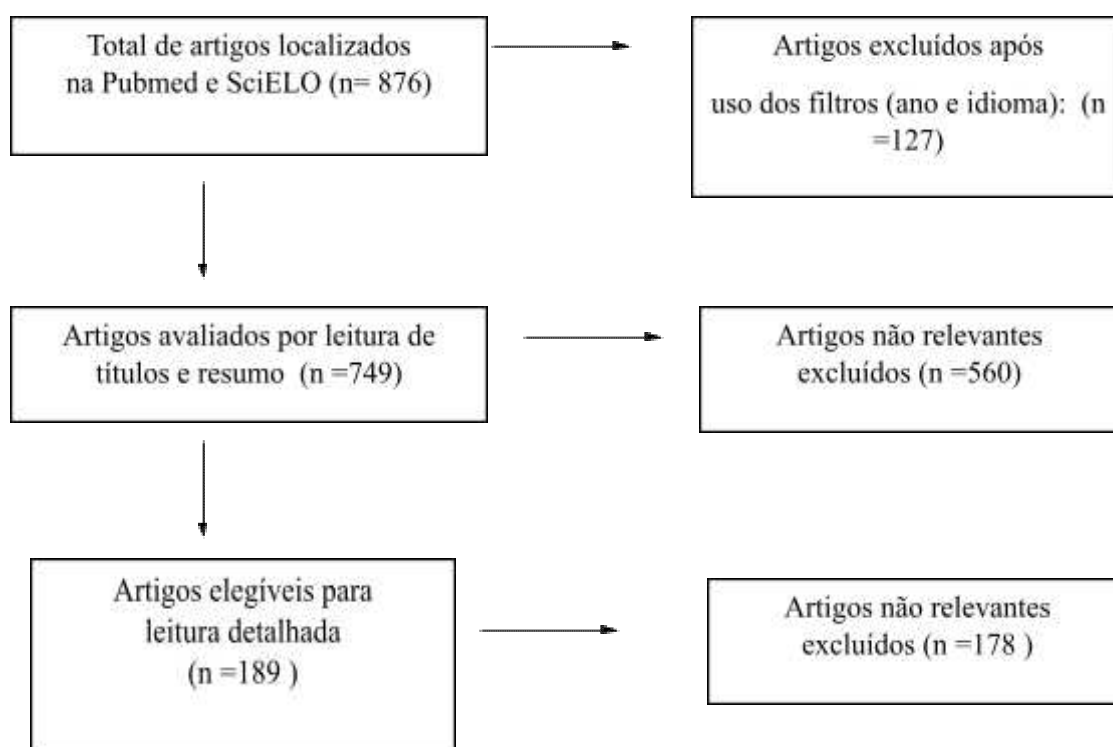 Total de artigos localizados
na Pubmed e SciELO (n= 876)
Artigos excluídos após
uso dos filtros (ano e idioma): (n
=127)
Artigos avaliados por leitura de
títulos e resumo (n =749)
Artigos não relevantes
excluídos (n =560)
Artigos elegíveis para
leitura detalhada
(n =189 )
Artigos não relevantes
excluídos (n =178 )